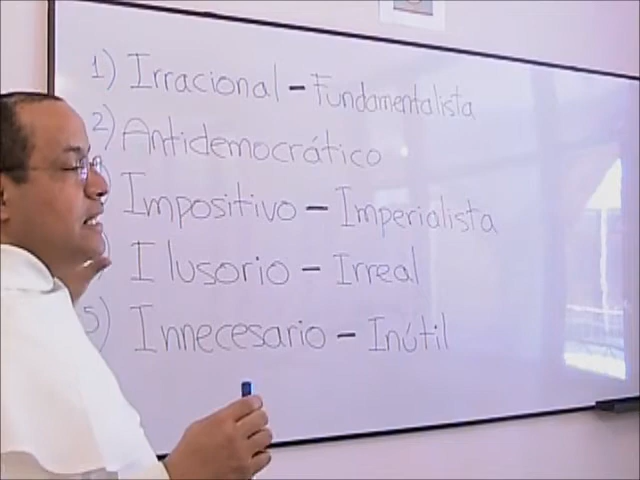 1) Irracional - Fundamentalista
2) Antidemocrático
) Impositivo - Imperialista
) Ilusorio - Irreal
5) Innecesario - Inútil